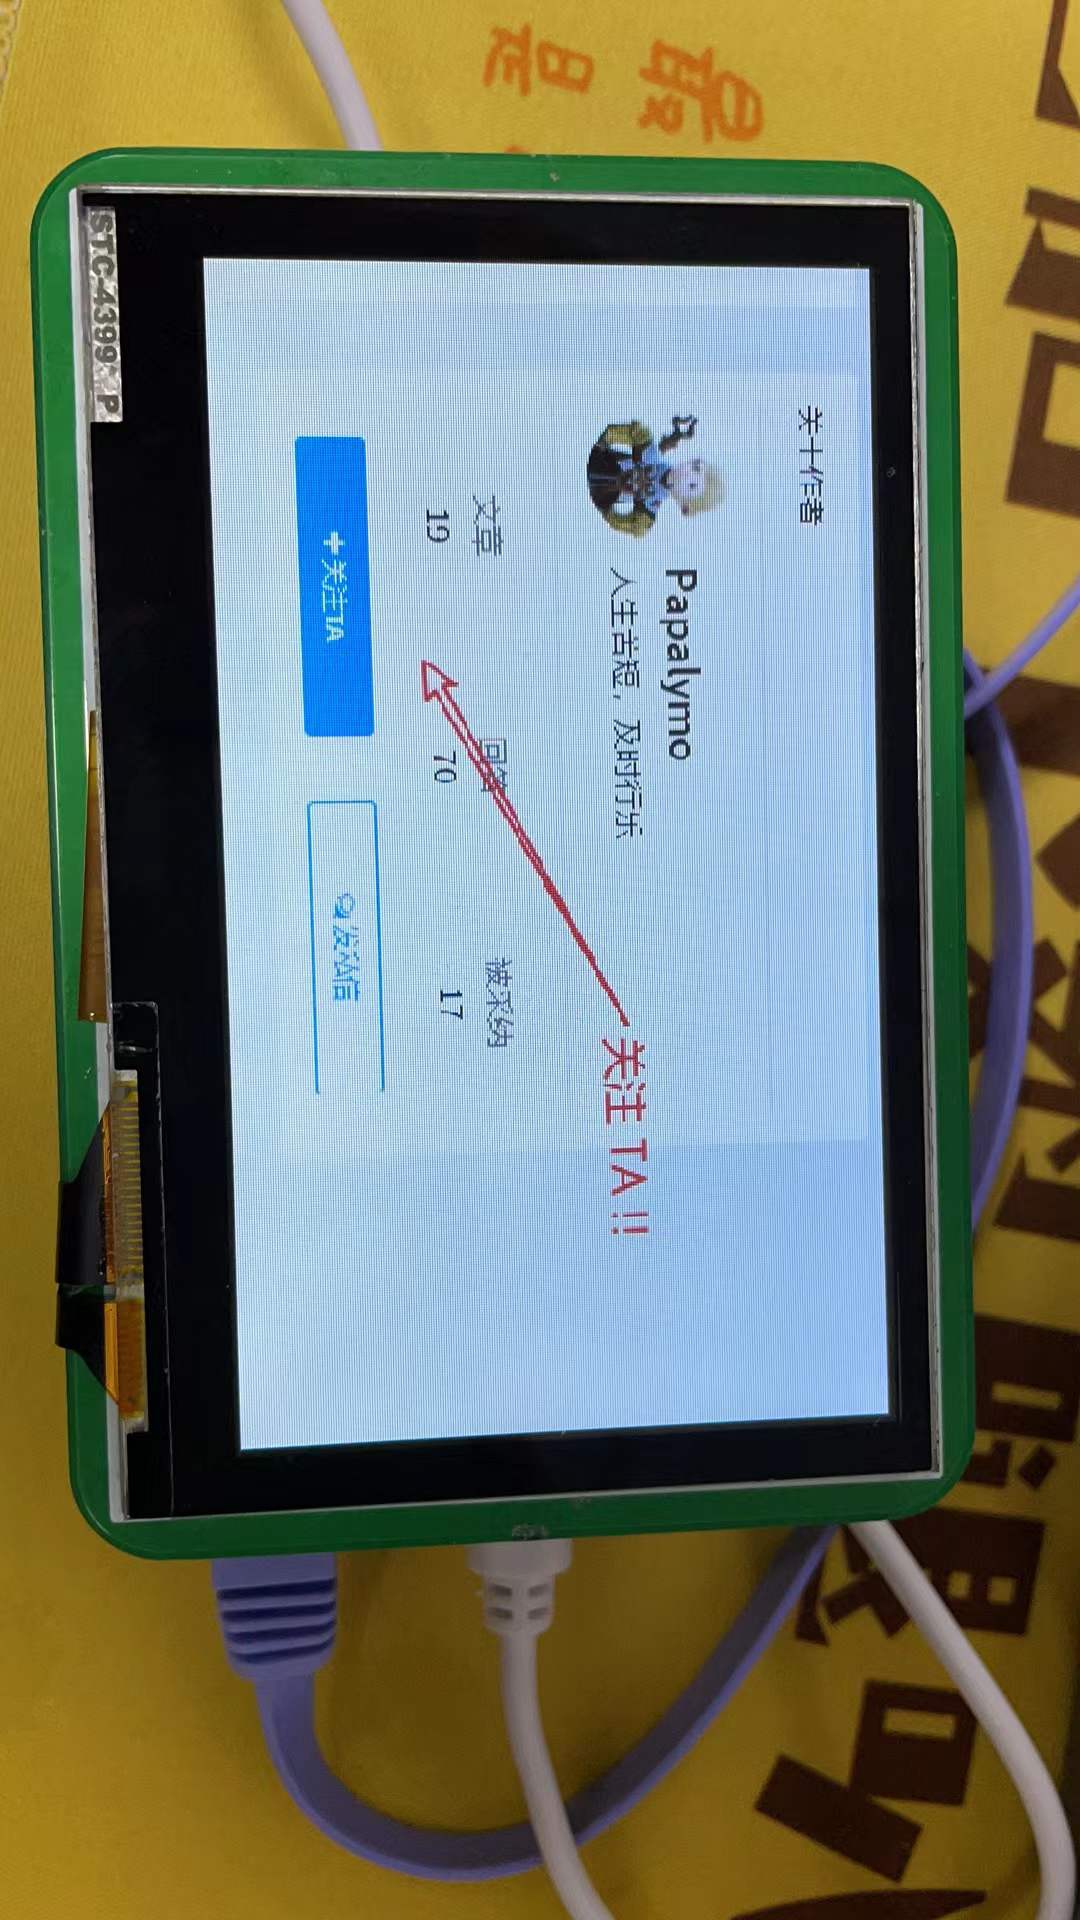 关十作者
Papalymo
人生苦短，及时行乐
关注 TA !!
文章
回答
被采纳
19
70
17
+关注TA
发私信
STC-4399 P
最
是